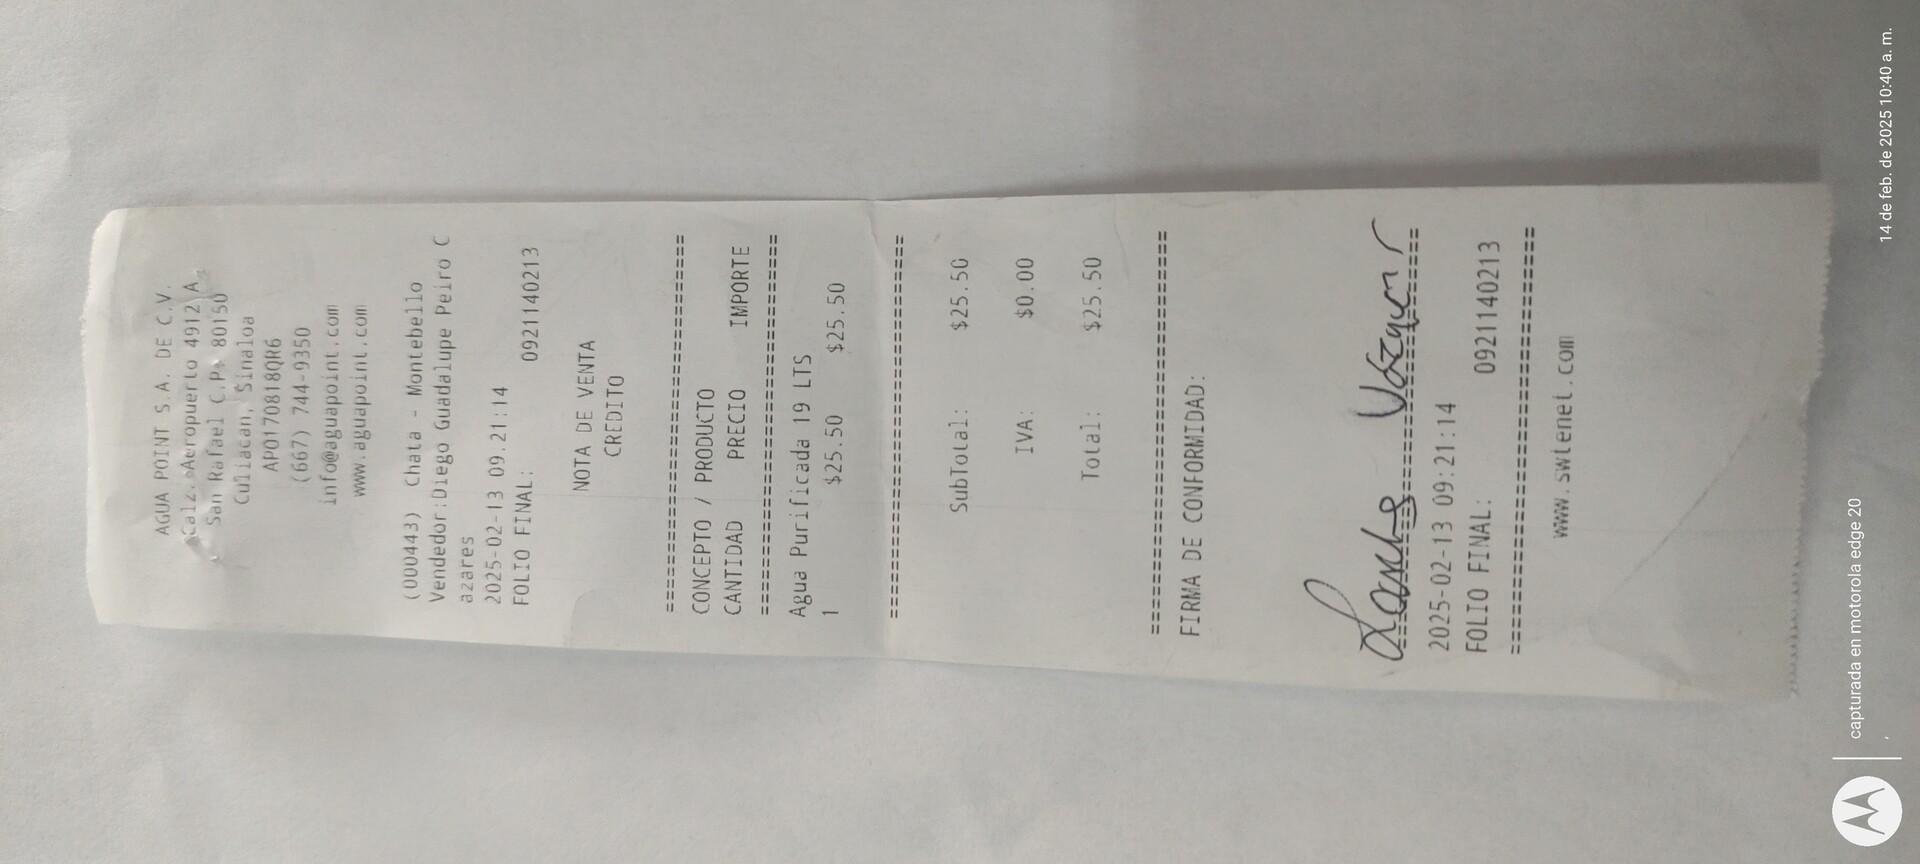 AGUA POINT S.A. DE C.V.
Calz. Aeropuerto 4912 A,
San Rafael C.P. 80150
Culiacan, Sinaloa
APO170818QR6
(667) 744-9350
info@aguapoint.com
www.aguapoint.com
(000443) Chata - Montebello
Vendedor:Diego Guadalupe Peiro C
azares
2025-02-13 09:21:14
FOLIO FINAL: 0921140213
NOTA DE VENTA
CREDITO
================================
CONCEPTO / PRODUCTO
CANTIDAD PRECIO IMPORTE
================================
Agua Purificada 19 LTS
1 $25.50 $25.50
================================
SubTotal: $25.50
IVA: $0.00
Total: $25.50
================================
FIRMA DE CONFORMIDAD:
================================
2025-02-13 09:21:14
FOLIO FINAL: 0921140213
================================
www.swtenet.com
capturada en motorola edge 20
14 de feb. de 2025 10:40 a. m.